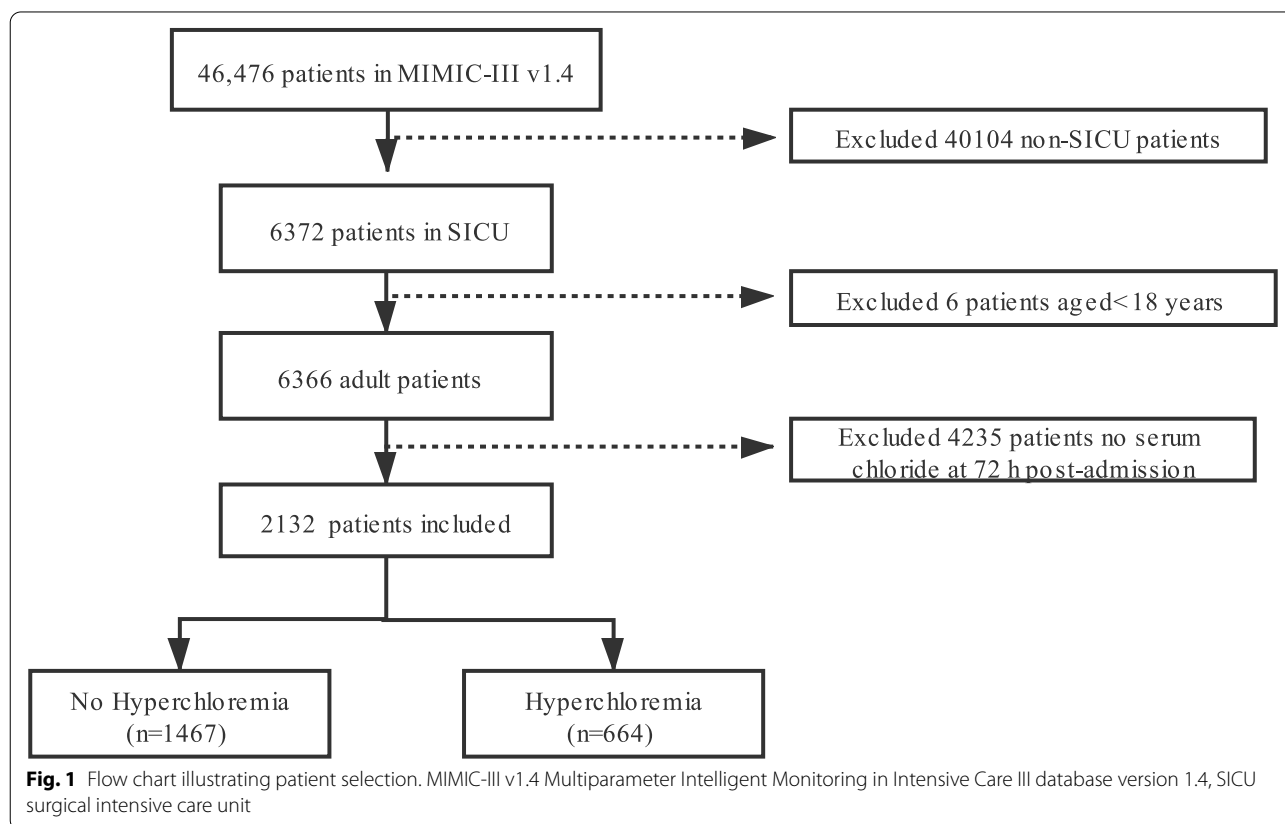 46,476 patients in MIMIC-III v1.4
Excluded 40104 non-SICU patients
6372 patients in SICU
Excluded 6 patients aged<18 years
6366 adult patients
Excluded 4235 patients no serum
chloride at 72 h post-admission
2132 patients included
No Hyperchloremia
(n=1467)
Hyperchloremia
(n=664)
Fig. 1 Flow chart illustrating patient selection. MIMIC-III v1.4 Multiparameter Intelligent Monitoring in Intensive Care III database version 1.4, SICU
surgical intensive care unit